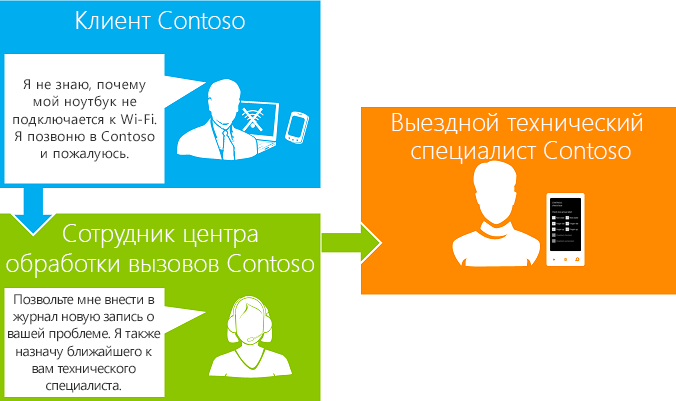 Клиент Contoso
Я не знаю, почему
мой ноутбук не
подключается к Wi-Fi.
Я позвоню в Contoso
и пожалуюсь.
Сотрудник центра
обработки вызовов Contoso
Позвольте мне внести в
журнал новую запись о
вашей проблеме. Я также
назначу ближайшего к
вам технического
специалиста.
Выездной технический
специалист Contoso